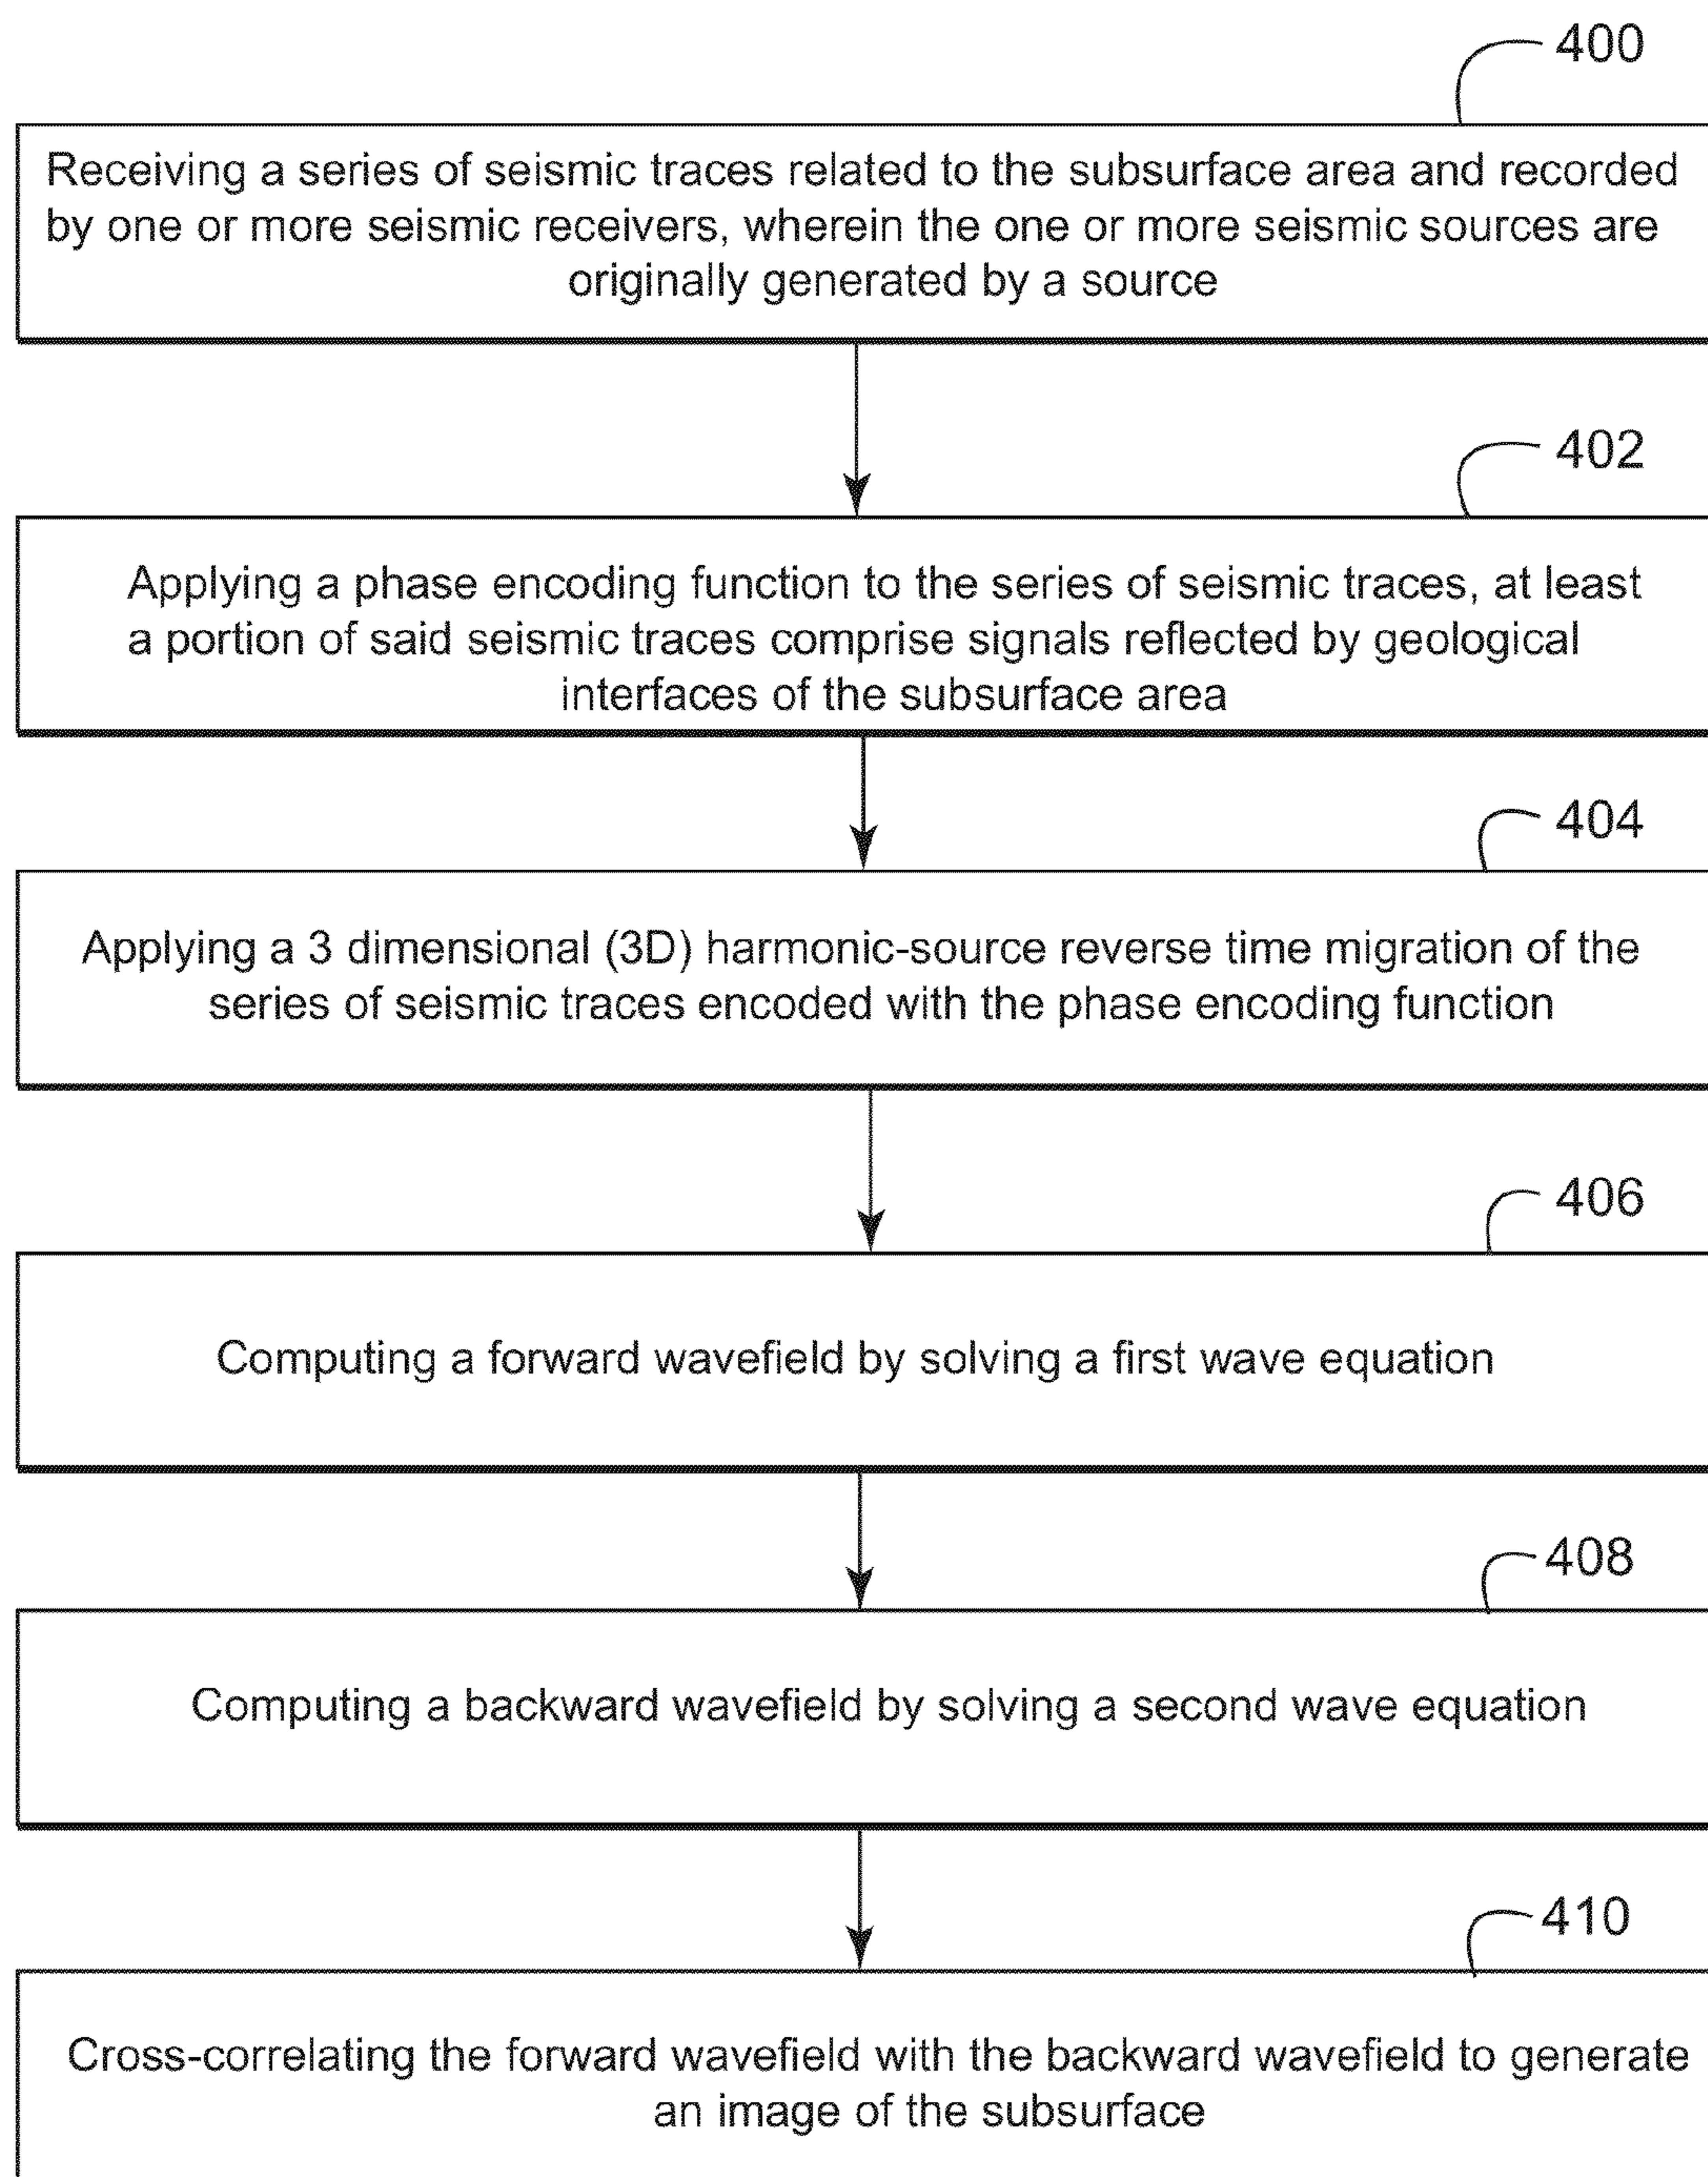 400
Receiving a series of seismic traces related to the subsurface area and recorded
by one or more seismic receivers, wherein the one or more seismic sources are
originally generated by a source
402
Applying a phase encoding function to the series of seismic traces, at least
a portion of said seismic traces comprise signals reflected by geological
interfaces of the subsurface area
404
Applying a 3 dimensional (3D) harmonic-source reverse time migration of the
series of seismic traces encoded with the phase encoding function
406
Computing a forward wavefield by solving a first wave equation
408
Computing a backward wavefield by solving a second wave equation
410
Cross-correlating the forward wavefield with the backward wavefield to generate
an image of the subsurface